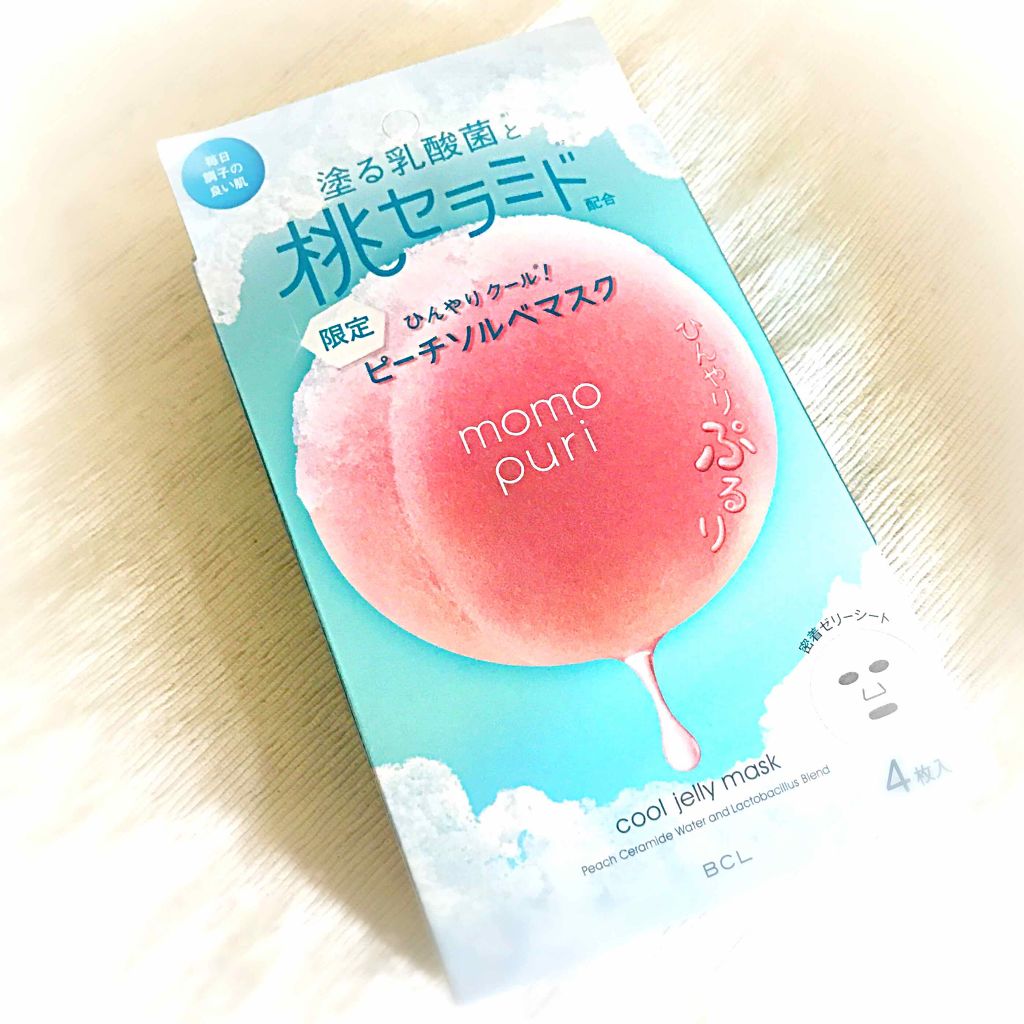 毎日
調子の
良い肌
塗る乳酸菌と
桃セラミド配合
限定
ひんやりクール!
ピーチソルベマスク
momo
puri
ひんやり
ぷるり
密着ゼリーシート
4枚入
cool jelly mask
Peach Ceramide Water and Lactobacillus Blend
BCL